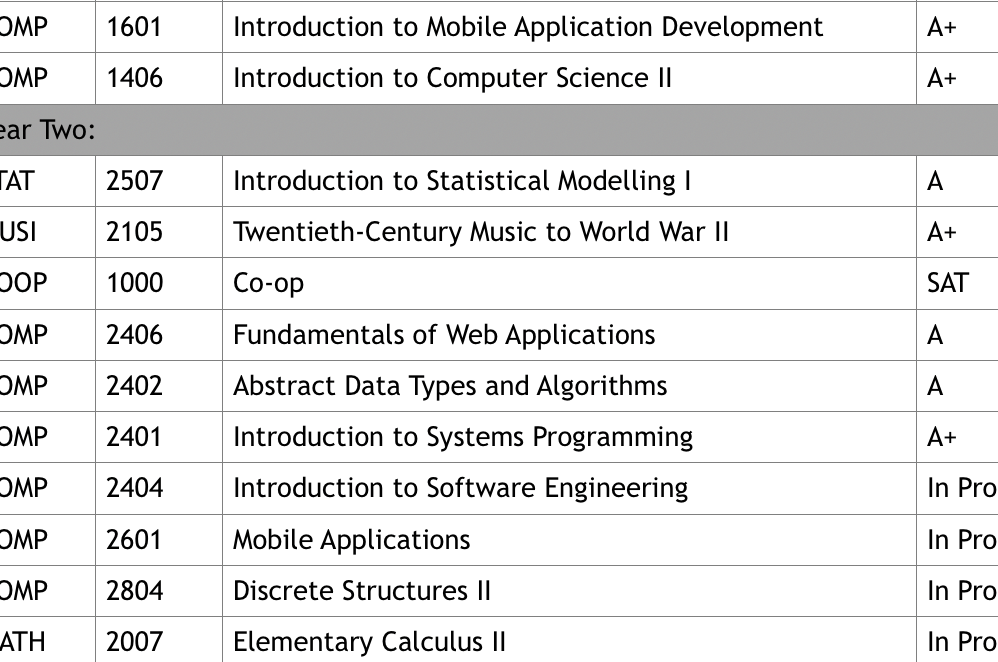 OMP 1601 Introduction to Mobile Application Development A+
OMP 1406 Introduction to Computer Science II A+
ear Two:
TAT 2507 Introduction to Statistical Modelling I A
USI 2105 Twentieth-Century Music to World War II A+
OOP 1000 Co-op SAT
OMP 2406 Fundamentals of Web Applications A
OMP 2402 Abstract Data Types and Algorithms A
OMP 2401 Introduction to Systems Programming A+
OMP 2404 Introduction to Software Engineering In Pro
OMP 2601 Mobile Applications In Pro
OMP 2804 Discrete Structures II In Pro
ATH 2007 Elementary Calculus II In Pro